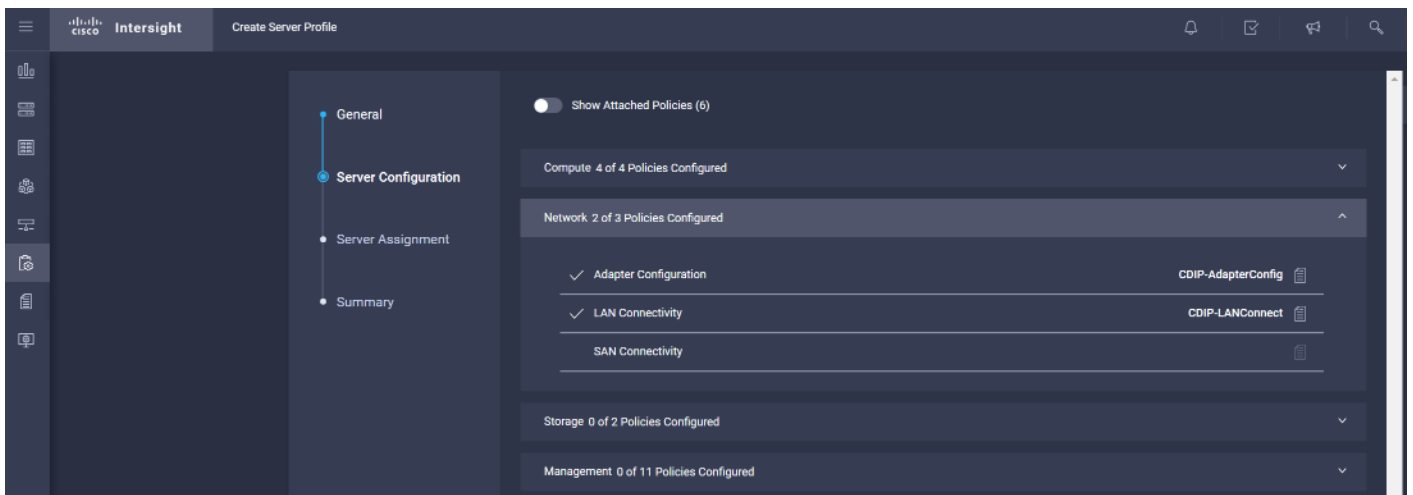 cisco Intersight Create Server Profile
General
Server Configuration
Server Assignment
Summary
Show Attached Policies (6)
Compute 4 of 4 Policies Configured
Network 2 of 3 Policies Configured
Adapter Configuration CDIP-AdapterConfig
LAN Connectivity CDIP-LANConnect
SAN Connectivity
Storage 0 of 2 Policies Configured
Management 0 of 11 Policies Configured